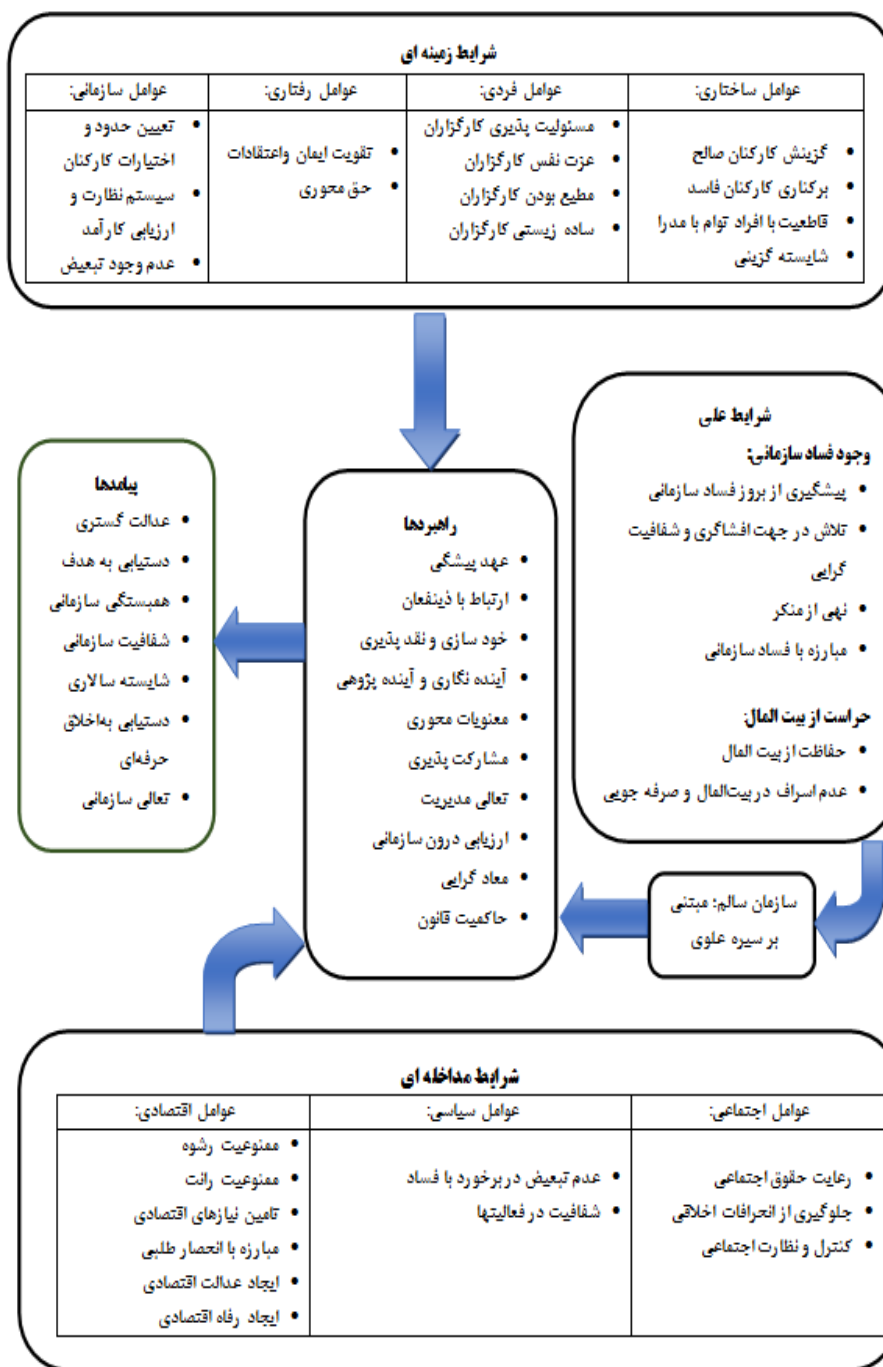 شرایط زمینه ای
عوامل ساختاری:
گزینش کارکنان صالح
برکناری کارکنان فاسد
قاطعیت با افراد توام با مدرا
شایسته گزینی
عوامل فردی:
مسئولیت پذیری کارگزاران
عزت نفس کارگزاران
مطیع بودن کارگزاران
ساده زیستی کارگزاران
عوامل رفتاری:
تقویت ایمان واعتقادات
حق محوری
عوامل سازمانی:
تعیین حدود و
اختیارات کارکنان
سیستم نظارت و
ارزیابی کارآمد
عدم وجود تبعیض
شرایط علی
وجود فساد سازمانی:
پیشگیری از بروز فساد سازمانی
تلاش در جهت افشاگری و شفافیت
گرایی
نهی از منکر
مبارزه با فساد سازمانی
حراست از بیت المال:
حفاظت از بیت المال
عدم اسراف در بیت‌المال و صرفه جویی
سازمان سالم؛ مبتنی
بر سیره علوی
راهبردها
عهد پیشگی
ارتباط با ذینفعان
خود سازی و نقد پذیری
آینده نگاری و آینده پژوهی
معنویات محوری
مشارکت پذیری
تعالی مدیریت
ارزیابی درون سازمانی
معاد گرایی
حاکمیت قانون
پیامدها
عدالت گستری
دستیابی به هدف
همبستگی سازمانی
شفافیت سازمانی
شایسته سالاری
دستیابی به‌اخلاق
حرفه‌ای
تعالی سازمانی
شرایط مداخله ای
عوامل اجتماعی:
رعایت حقوق اجتماعی
جلوگیری از انحرافات اخلاقی
کنترل و نظارت اجتماعی
عوامل سیاسی:
عدم تبعیض در برخورد با فساد
شفافیت در فعالیتها
عوامل اقتصادی:
ممنوعیت رشوه
ممنوعیت رانت
تامین نیازهای اقتصادی
مبارزه با انحصار طلبی
ایجاد عدالت اقتصادی
ایجاد رفاه اقتصادی